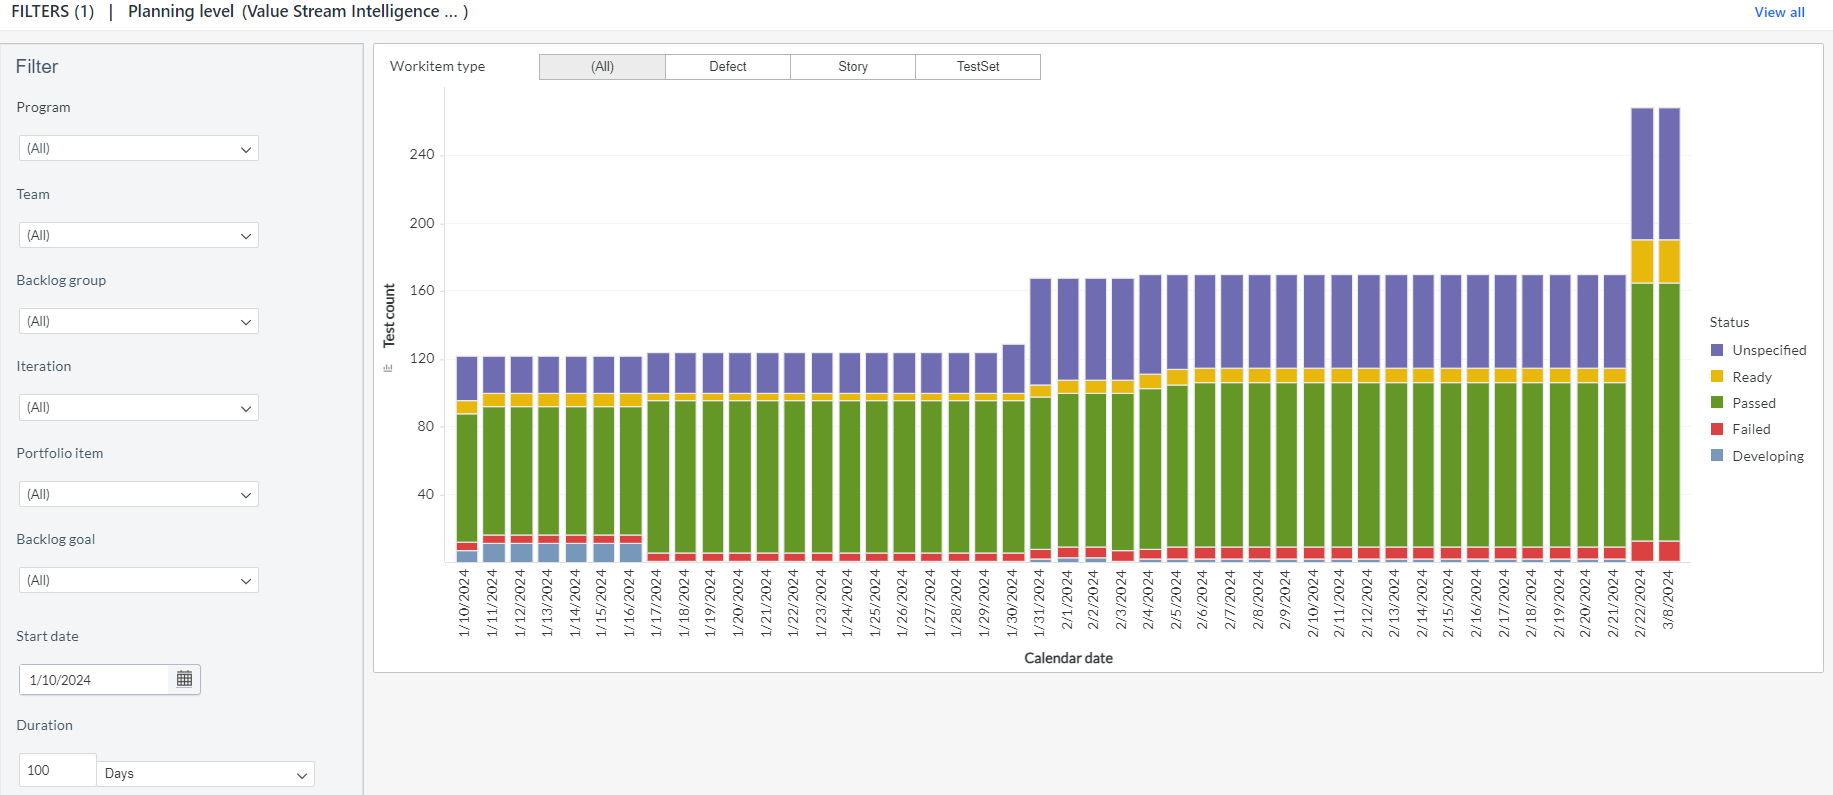 FILTERS (1) | Planning level (Value Stream Intelligence ... )
View all
Filter
Program
(All)
Team
(All)
Backlog group
(All)
Iteration
(All)
Portfolio item
(All)
Backlog goal
(All)
Start date
1/10/2024
Duration
100
Days
Workitem type
(All)
Defect
Story
TestSet
Test count
240
200
160
120
80
40
1/10/2024
1/11/2024
1/12/2024
1/13/2024
1/14/2024
1/15/2024
1/16/2024
1/17/2024
1/18/2024
1/19/2024
1/20/2024
1/21/2024
1/22/2024
1/23/2024
1/24/2024
1/25/2024
1/26/2024
1/27/2024
1/28/2024
1/29/2024
1/30/2024
1/31/2024
2/1/2024
2/2/2024
2/3/2024
2/4/2024
2/5/2024
2/6/2024
2/7/2024
2/8/2024
2/9/2024
2/10/2024
2/11/2024
2/12/2024
2/13/2024
2/14/2024
2/15/2024
2/16/2024
2/17/2024
2/18/2024
2/19/2024
2/20/2024
2/21/2024
2/22/2024
3/8/2024
Calendar date
Status
Unspecified
Ready
Passed
Failed
Developing